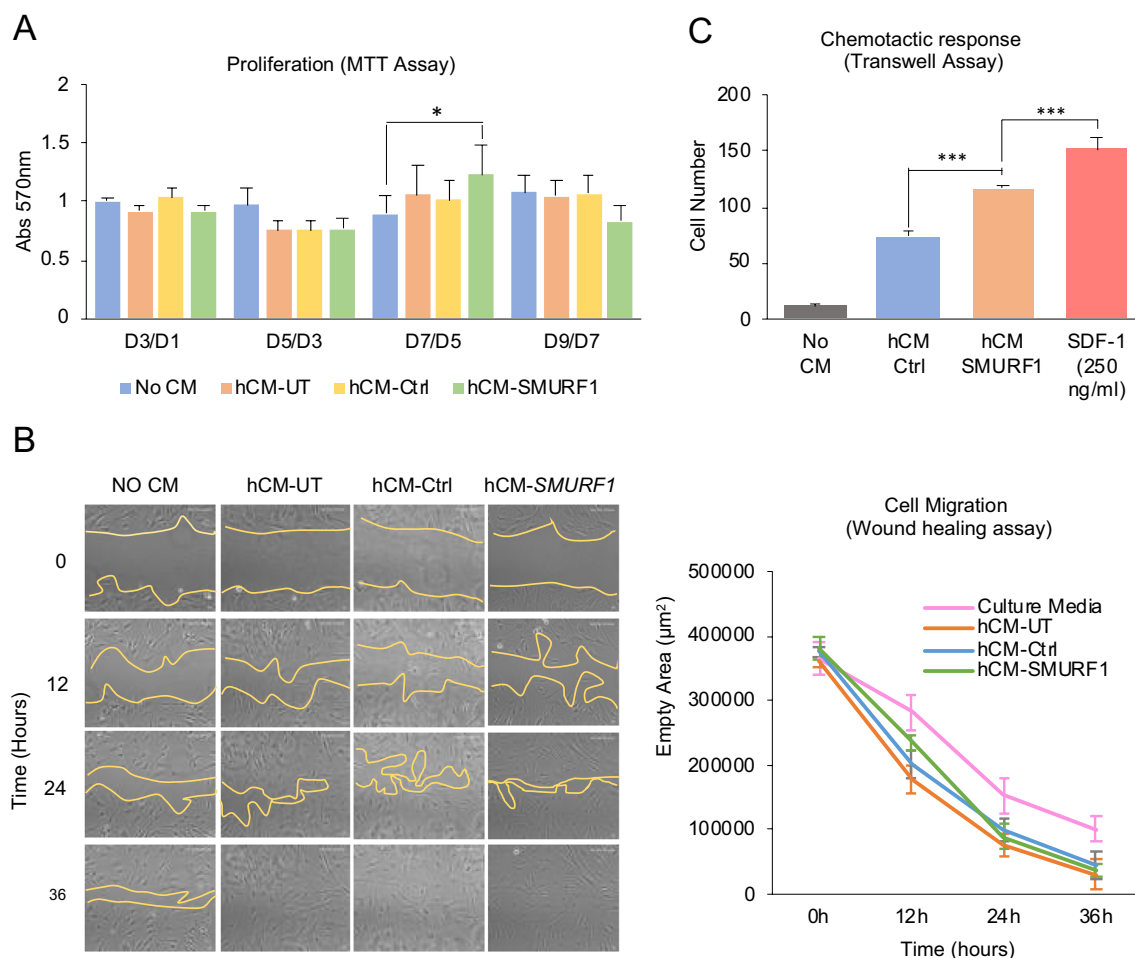 A
Proliferation (MTT Assay)
Abs 570nm
2
1.5
1
0.5
0
*
D3/D1
D5/D3
D7/D5
D9/D7
No CM
hCM-UT
hCM-Ctrl
hCM-SMURF1
C
Chemotactic response
(Transwell Assay)
Cell Number
200
150
100
50
0
***
***
No
CM
hCM
Ctrl
hCM
SMURF1
SDF-1
(250
ng/ml)
B
NO CM
hCM-UT
hCM-Ctrl
hCM-SMURF1
Time (Hours)
0
12
24
36
Cell Migration
(Wound healing assay)
Empty Area (µm²)
500000
400000
300000
200000
100000
0
Culture Media
hCM-UT
hCM-Ctrl
hCM-SMURF1
0h
12h
24h
36h
Time (hours)